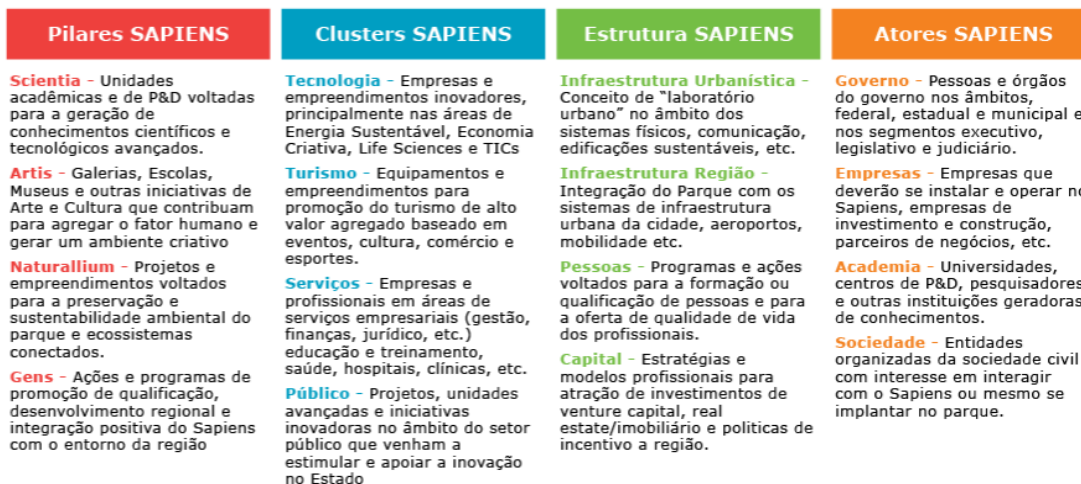 Pilares SAPIENS
Scientia - Unidades
acadêmicas e de P&D voltadas
para a geração de
conhecimentos científicos e
tecnológicos avançados.
Artis - Galerias, Escolas,
Museus e outras iniciativas de
Arte e Cultura que contribuam
para agregar o fator humano e
gerar um ambiente criativo
Naturallium - Projetos e
empreendimentos voltados
para a preservação e
sustentabilidade ambiental do
parque e ecossistemas
conectados.
Gens - Ações e programas de
promoção de qualificação,
desenvolvimento regional e
integração positiva do Sapiens
com o entorno da região
Clusters SAPIENS
Tecnologia - Empresas e
empreendimentos inovadores,
principalmente nas áreas de
Energia Sustentável, Economia
Criativa, Life Sciences e TICs
Turismo - Equipamentos e
empreendimentos para
promoção do turismo de alto
valor agregado baseado em
eventos, cultura, comércio e
esportes.
Serviços - Empresas e
profissionais em áreas de
serviços empresariais (gestão,
finanças, jurídico, etc.)
educação e treinamento,
saúde, hospitais, clínicas, etc.
Público - Projetos, unidades
avançadas e iniciativas
inovadoras no âmbito do setor
público que venham a
estimular e apoiar a inovação
no Estado
Estrutura SAPIENS
Infraestrutura Urbanística -
Conceito de "laboratório
urbano" no âmbito dos
sistemas físicos, comunicação,
edificações sustentáveis, etc.
Infraestrutura Região -
Integração do Parque com os
sistemas de infraestrutura
urbana da cidade, aeroportos,
mobilidade etc.
Pessoas - Programas e ações
voltados para a formação ou
qualificação de pessoas e para
a oferta de qualidade de vida
dos profissionais.
Capital - Estratégias e
modelos profissionais para
atração de investimentos de
venture capital, real
estate/imobiliário e politicas de
incentivo a região.
Atores SAPIENS
Governo - Pessoas e órgãos
do governo nos âmbitos,
federal, estadual e municipal e
nos segmentos executivo,
legislativo e judiciário.
Empresas - Empresas que
deverão se instalar e operar no
Sapiens, empresas de
investimento e construção,
parceiros de negócios, etc.
Academia - Universidades,
centros de P&D, pesquisadores
e outras instituições geradoras
de conhecimentos.
Sociedade - Entidades
organizadas da sociedade civil
com interesse em interagir
com o Sapiens ou mesmo se
implantar no parque.